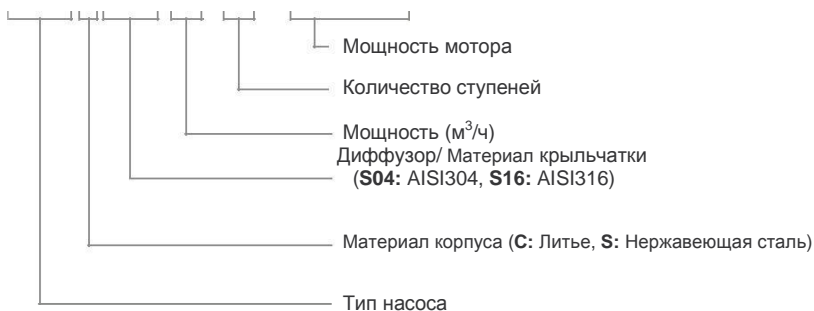 Мощность мотора
Количество ступеней
Мощность (м³/ч)
Диффузор/ Материал крыльчатки
(S04: AISI304, S16: AISI316)
Материал корпуса (C: Литье, S: Нержавеющая сталь)
Тип насоса